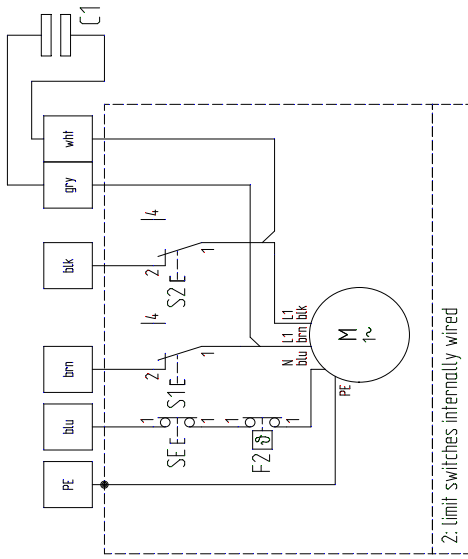 C1
wht
gry
blk
brn
blu
PE
4
2
S2
E
1
4
2
S1
E
1
1
SE
E
1
1
F2
ϑ
1
L1
blk
L1
brn
N
blu
PE
M
1~
2: limit switches internally wired